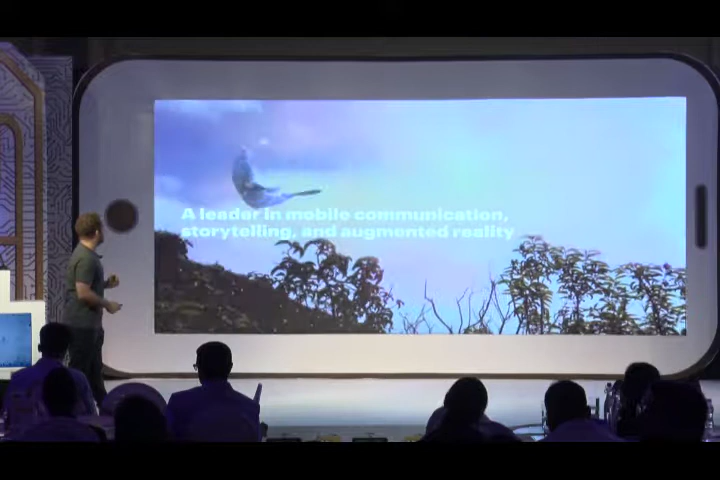 A leader in mobile communication,
storytelling, and augmented reality